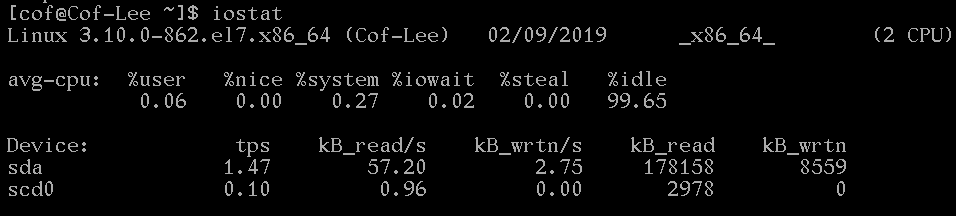 [cof@Cof-Lee ~]$ iostat
Linux 3.10.0-862.el7.x86_64 (Cof-Lee) 02/09/2019 _x86_64_ (2 CPU)
avg-cpu: %user %nice %system %iowait %steal %idle
0.06 0.00 0.27 0.02 0.00 99.65
Device: tps kB_read/s kB_wrtn/s kB_read kB_wrtn
sda 1.47 57.20 2.75 178158 8559
scd0 0.10 0.96 0.00 2978 0